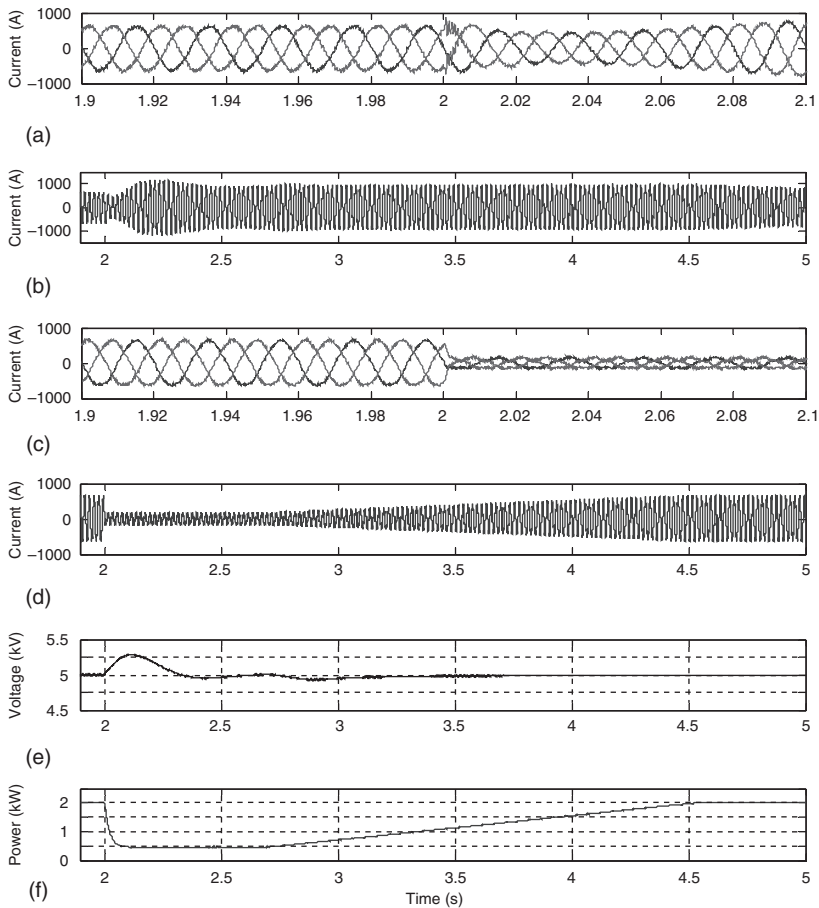 1000
0
−1000
Current (A)
1.9 1.92 1.94 1.96 1.98 2 2.02 2.04 2.06 2.08 2.1
(a)
1000
0
−1000
Current (A)
2 2.5 3 3.5 4 4.5 5
(b)
1000
0
−1000
Current (A)
1.9 1.92 1.94 1.96 1.98 2 2.02 2.04 2.06 2.08 2.1
(c)
1000
0
−1000
Current (A)
2 2.5 3 3.5 4 4.5 5
(d)
5.5
5
4.5
Voltage (kV)
2 2.5 3 3.5 4 4.5 5
(e)
2
1
0
Power (kW)
2 2.5 3 3.5 4 4.5 5
Time (s)
(f)